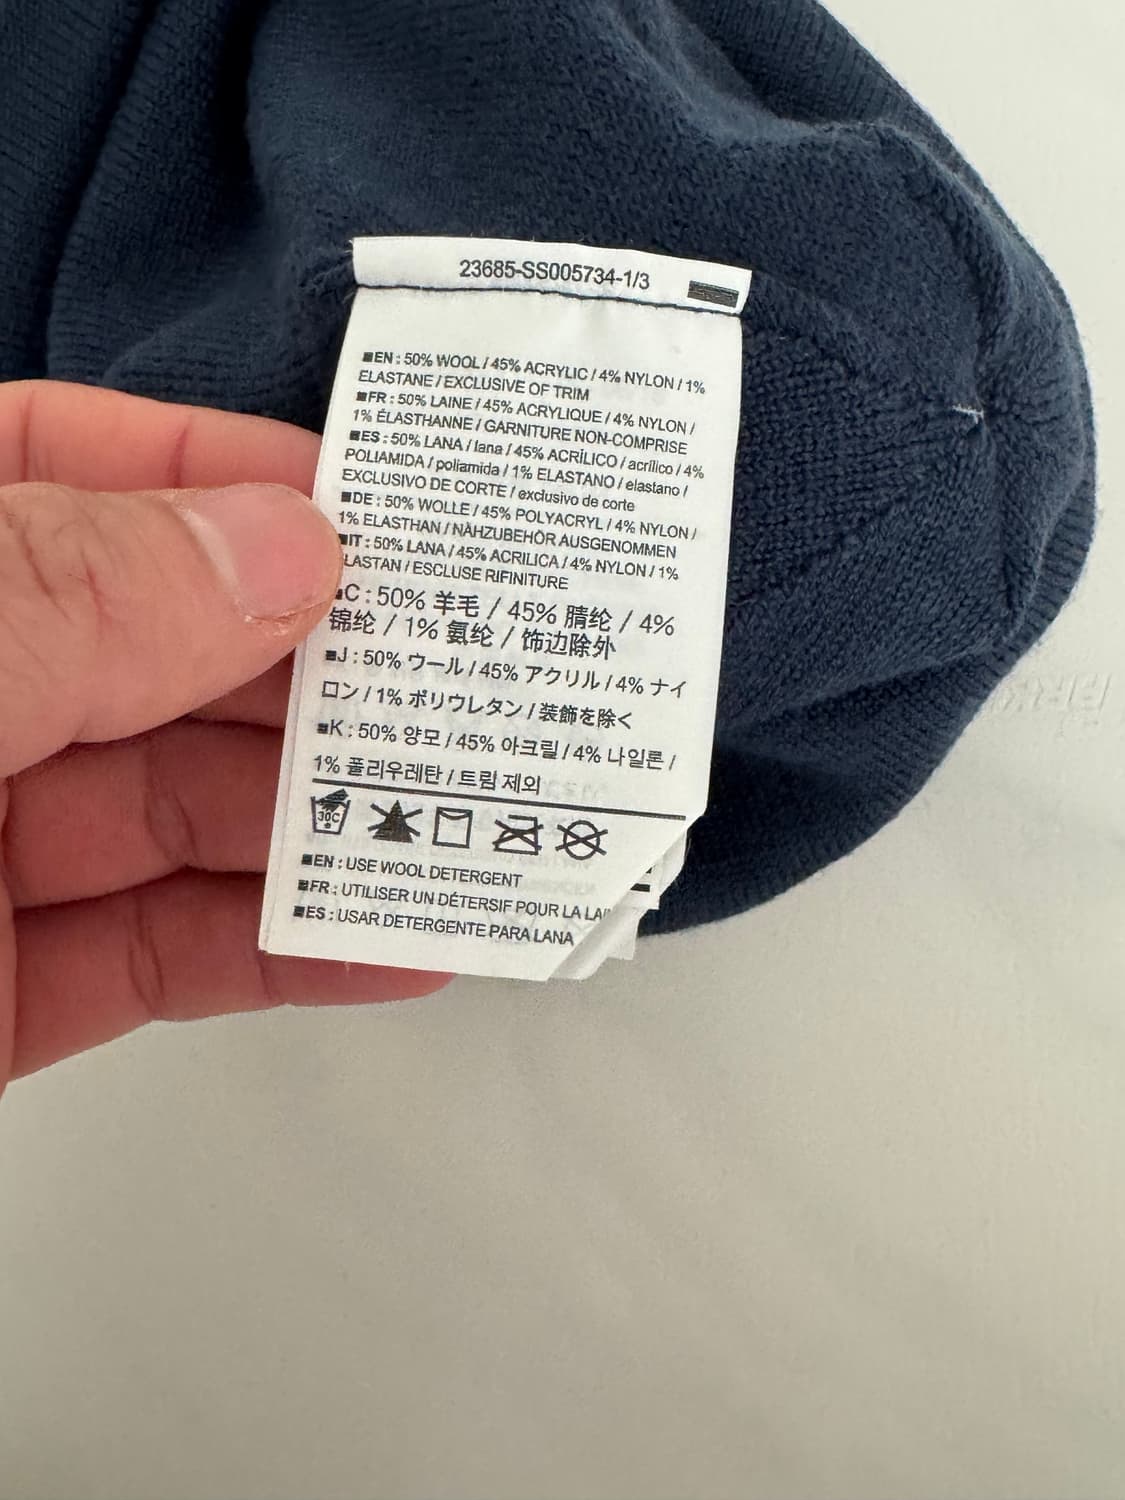 23685-SS005734-1/3
■EN : 50% WOOL / 45% ACRYLIC / 4% NYLON / 1%
ELASTANE / EXCLUSIVE OF TRIM
■FR : 50% LAINE / 45% ACRYLIQUE / 4% NYLON /
1% ÉLASTHANNE / GARNITURE NON-COMPRISE
■ES : 50% LANA / lana / 45% ACRÍLICO / acrílico / 4%
POLIAMIDA / poliamida / 1% ELASTANO / elastano /
EXCLUSIVO DE CORTE / exclusivo de corte
■DE : 50% WOLLE / 45% POLYACRYL / 4% NYLON /
1% ELASTHAN / NÄHZUBEHÖR AUSGENOMMEN
■IT : 50% LANA / 45% ACRILICA / 4% NYLON / 1%
LASTAN / ESCLUSE RIFINITURE
■C : 50% 羊毛 / 45% 腈纶 / 4%
锦纶 / 1% 氨纶 / 饰边除外
■J : 50% ウール / 45% アクリル / 4% ナイ
ロン / 1% ポリウレタン / 装飾を除く
■K : 50% 양모 / 45% 아크릴 / 4% 나일론 /
1% 폴리우레탄 / 트림 제외
30C
■EN : USE WOOL DETERGENT
■FR : UTILISER UN DÉTERSIF POUR LA LAI
■ES : USAR DETERGENTE PARA LANA